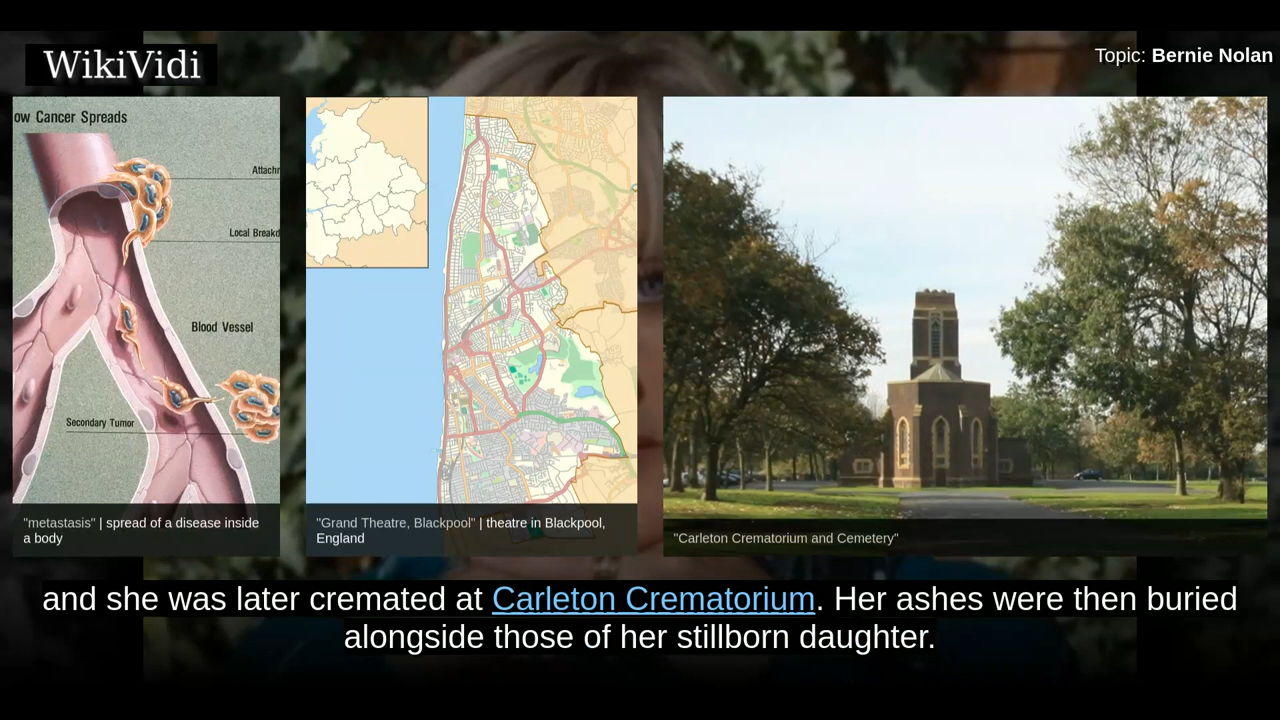 WikiVidi
Topic: Bernie Nolan
ow Cancer Spreads
Attachr
Local Breakd
Blood Vessel
Secondary Tumor
"metastasis" | spread of a disease inside
a body
"Grand Theatre, Blackpool" | theatre in Blackpool,
England
"Carleton Crematorium and Cemetery"
and she was later cremated at Carleton Crematorium. Her ashes were then buried
alongside those of her stillborn daughter.